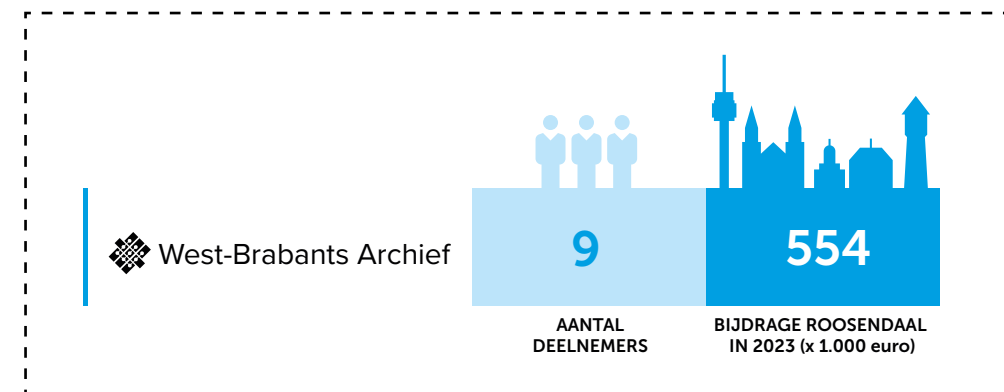 West-Brabants Archief
9
554
AANTAL
DEELNEMERS
BIJDRAGE ROOSENDAAL
IN 2023 (x 1.000 euro)